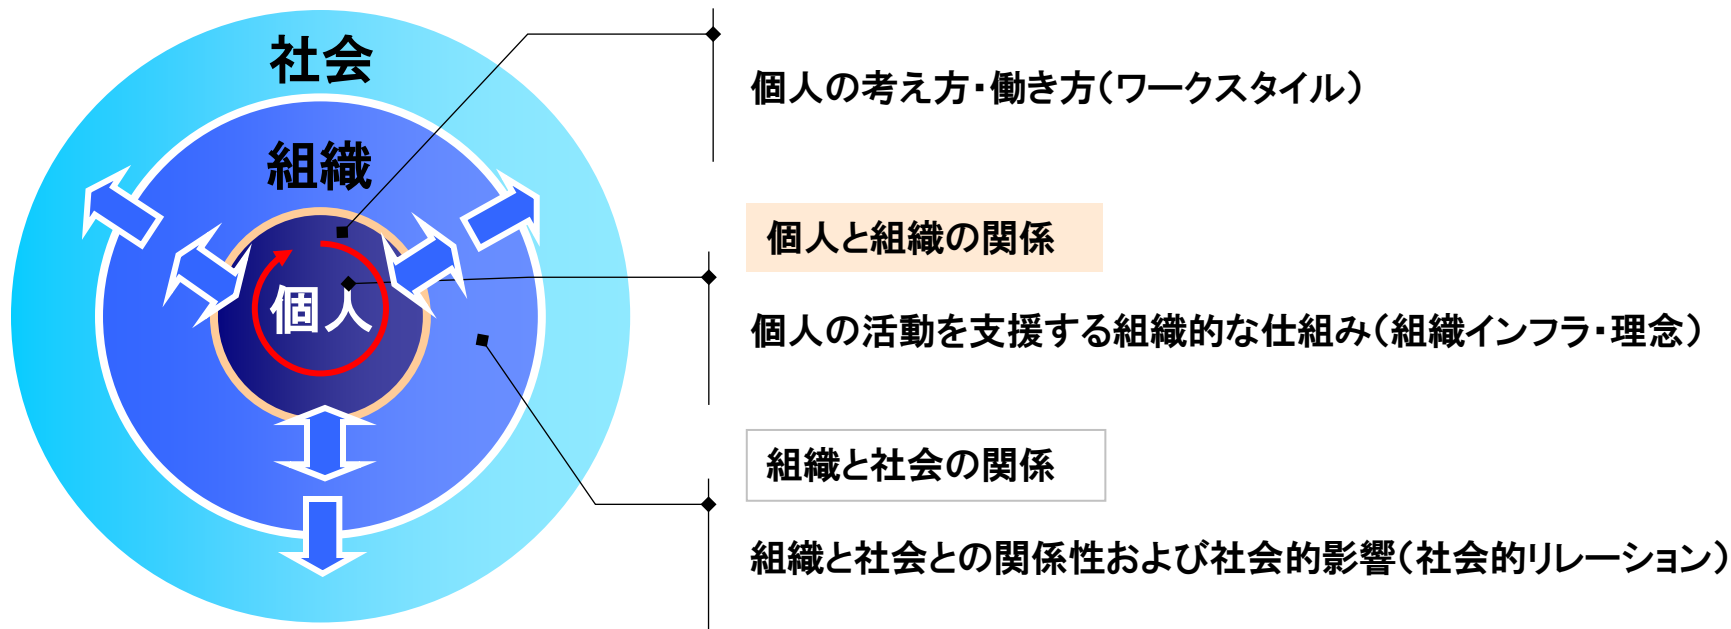 社会
組織
個人
個人の考え方・働き方（ワークスタイル）
個人と組織の関係
個人の活動を支援する組織的な仕組み（組織インフラ・理念）
組織と社会の関係
組織と社会との関係性および社会的影響（社会的リレーション）